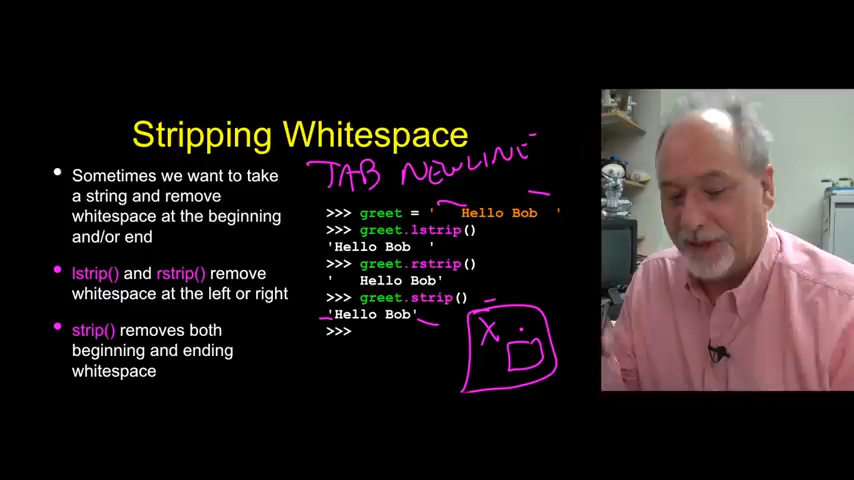 Stripping Whitespace
• Sometimes we want to take
a string and remove
whitespace at the beginning
and/or end
• lstrip() and rstrip() remove
whitespace at the left or right
• strip() removes both
beginning and ending
whitespace
TAB NEWLINE
>>> greet = '   Hello Bob  '
>>> greet.lstrip()
'Hello Bob  '
>>> greet.rstrip()
'   Hello Bob'
>>> greet.strip()
'Hello Bob'
>>>
X